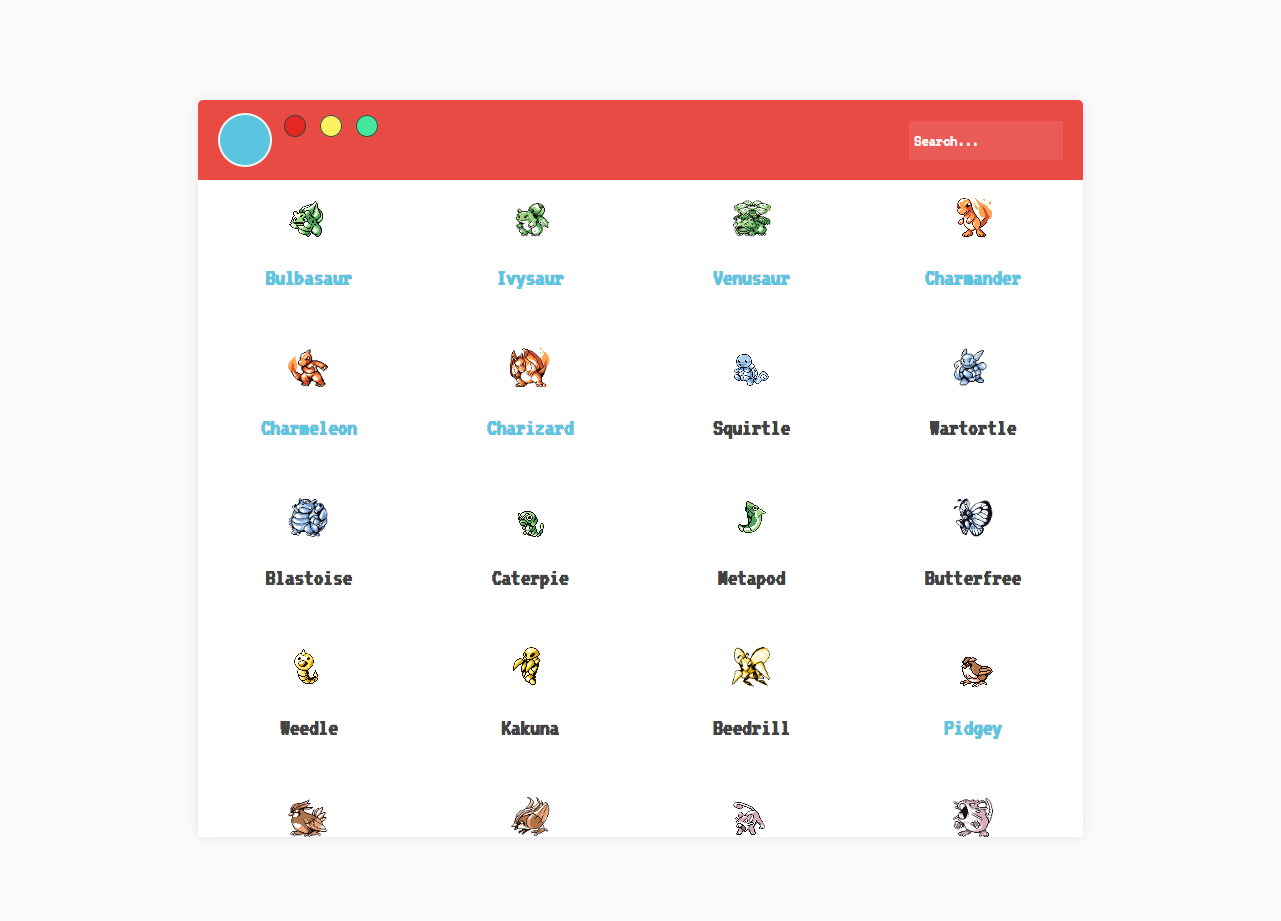 Search...
Bulbasaur Ivysaur Venusaur Charmander
Charmeleon Charizard Squirtle Wartortle
Blastoise Caterpie Metapod Butterfree
Weedle Kakuna Beedrill Pidgey